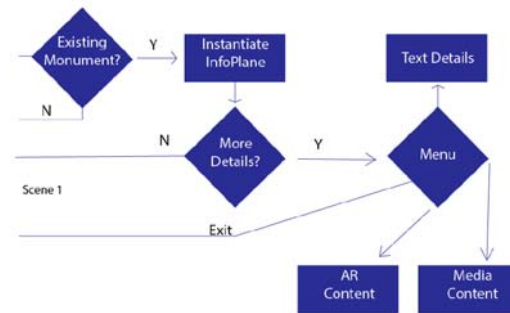 Existing
Monument?
Y
Instantiate
InfoPlane
Text Details
N
N
More
Details?
Y
Menu
Scene 1
Exit
AR
Content
Media
Content